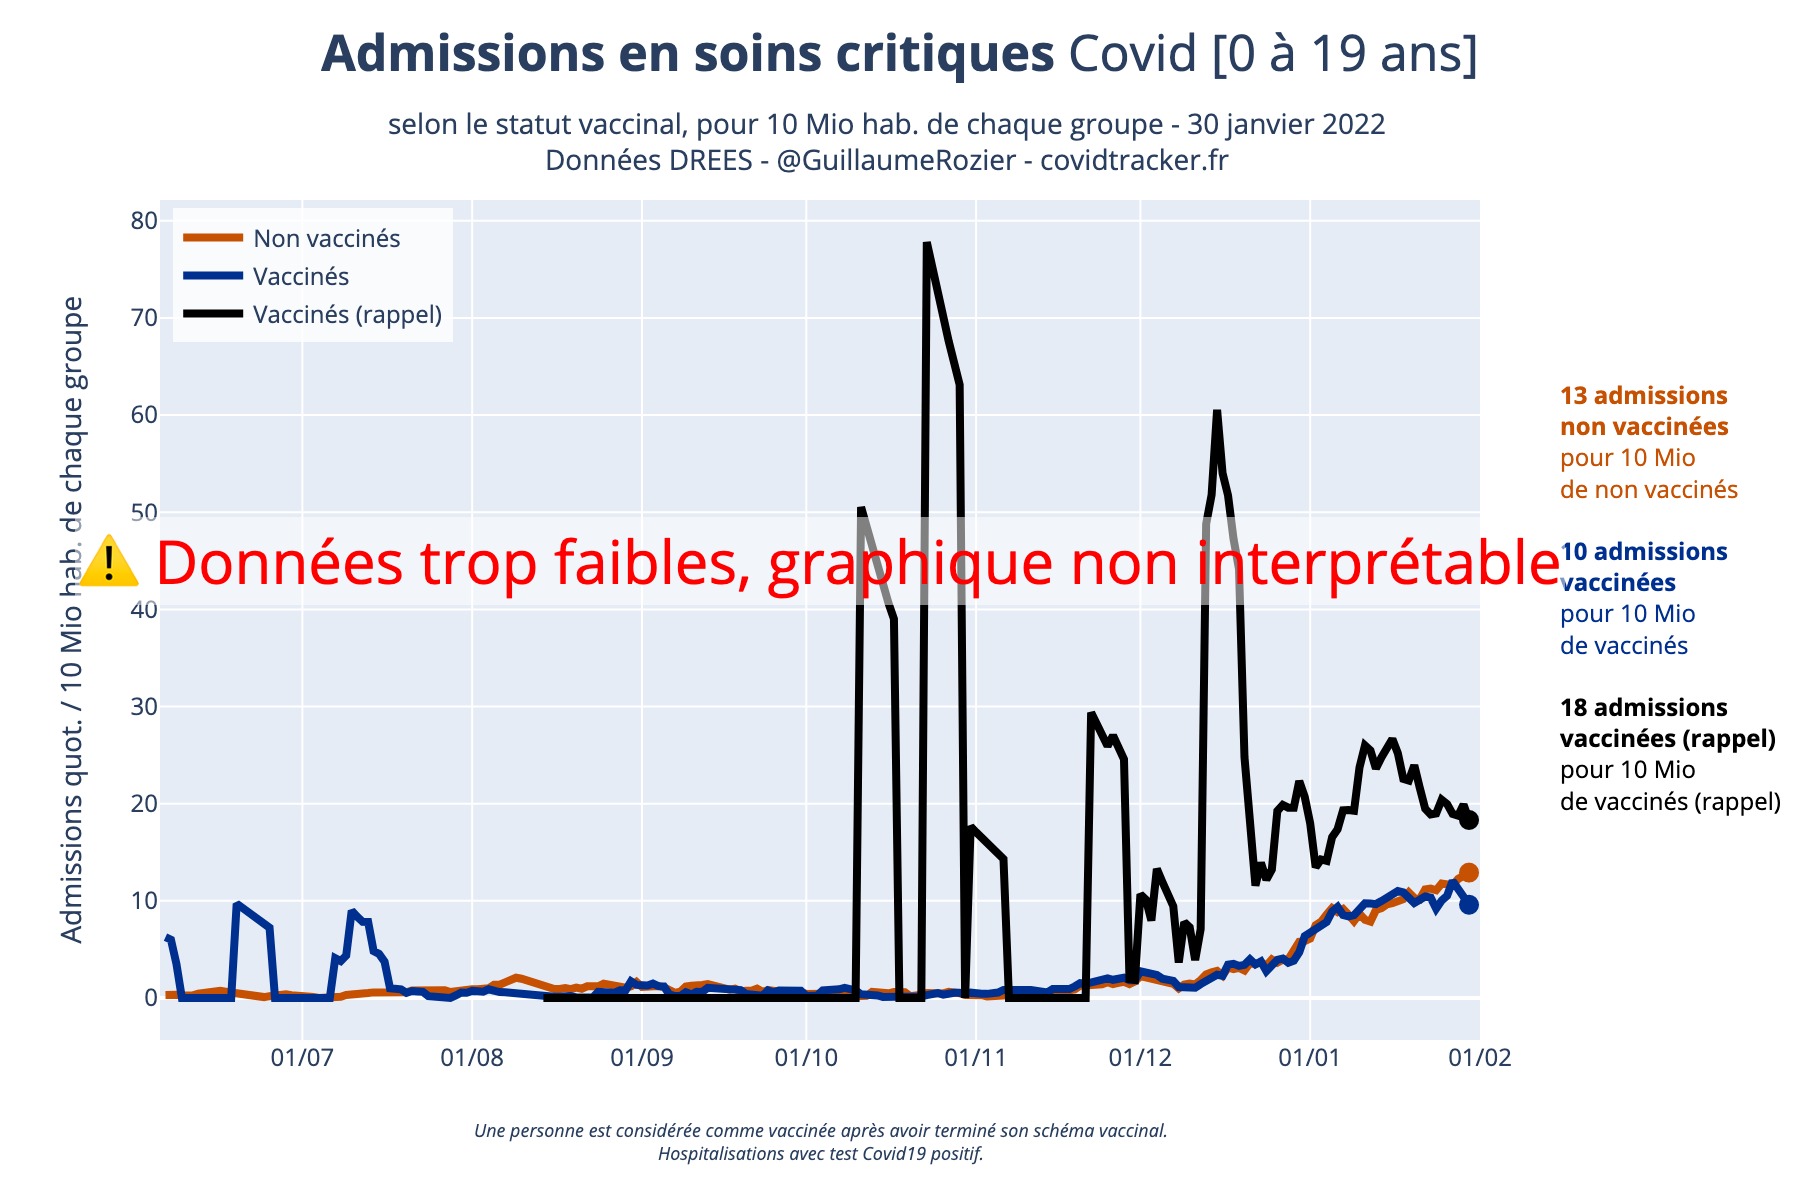 Admissions en soins critiques Covid [0 à 19 ans]
selon le statut vaccinal, pour 10 Mio hab. de chaque groupe - 30 janvier 2022
Données DREES - @GuillaumeRozier - covidtracker.fr
Admissions quot. / 10 Mio hab. de chaque groupe
80
70
60
50
40
30
20
10
0
Non vaccinés
Vaccinés
Vaccinés (rappel)
Données trop faibles, graphique non interprétable
13 admissions
non vaccinées
pour 10 Mio
de non vaccinés
10 admissions
vaccinées
pour 10 Mio
de vaccinés
18 admissions
vaccinées (rappel)
pour 10 Mio
de vaccinés (rappel)
01/07 01/08 01/09 01/10 01/11 01/12 01/01 01/02
Une personne est considérée comme vaccinée après avoir terminé son schéma vaccinal.
Hospitalisations avec test Covid19 positif.